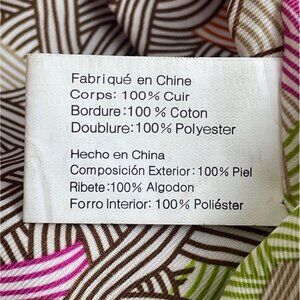 Fabriqué en Chine
Corps: 100% Cuir
Bordure:100 % Coton
Doublure:100% Polyester
Hecho en China
Composición Exterior:100% Piel
Ribete:100% Algodon
Forro Interior: 100% Poliéster